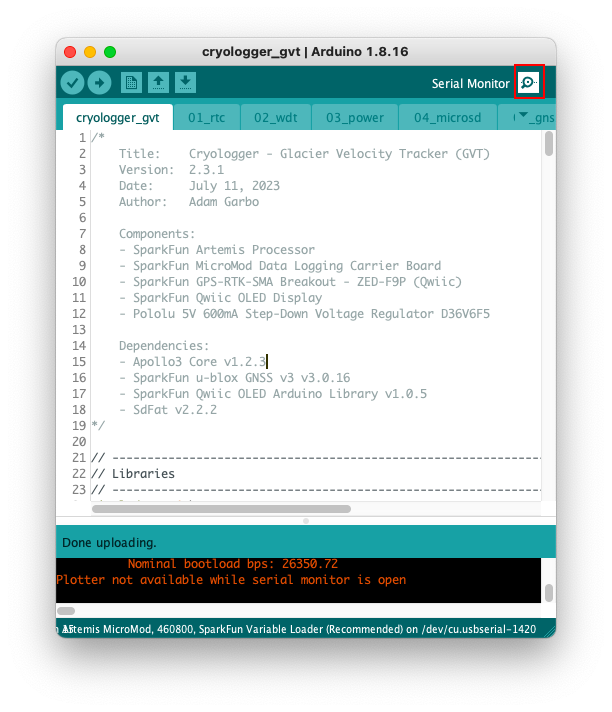 cryologger_gvt | Arduino 1.8.16
Serial Monitor
cryologger_gvt 01_rtc 02_wdt 03_power 04_microsd _gns
1 /*
2 Title: Cryologger - Glacier Velocity Tracker (GVT)
3 Version: 2.3.1
4 Date: July 11, 2023
5 Author: Adam Garbo
6
7 Components:
8 - SparkFun Artemis Processor
9 - SparkFun MicroMod Data Logging Carrier Board
10 - SparkFun GPS-RTK-SMA Breakout - ZED-F9P (Qwiic)
11 - SparkFun Qwiic OLED Display
12 - Pololu 5V 600mA Step-Down Voltage Regulator D36V6F5
13
14 Dependencies:
15 - Apollo3 Core v1.2.3
16 - SparkFun u-blox GNSS v3 v3.0.16
17 - SparkFun Qwiic OLED Arduino Library v1.0.5
18 - SdFat v2.2.2
19 */
20
21 // --------------------------------------------------------------
22 // Libraries
23 // --------------------------------------------------------------
Done uploading.
Nominal bootload bps: 26350.72
Plotter not available while serial monitor is open
Artemis MicroMod, 460800, SparkFun Variable Loader (Recommended) on /dev/cu.usbserial-1420